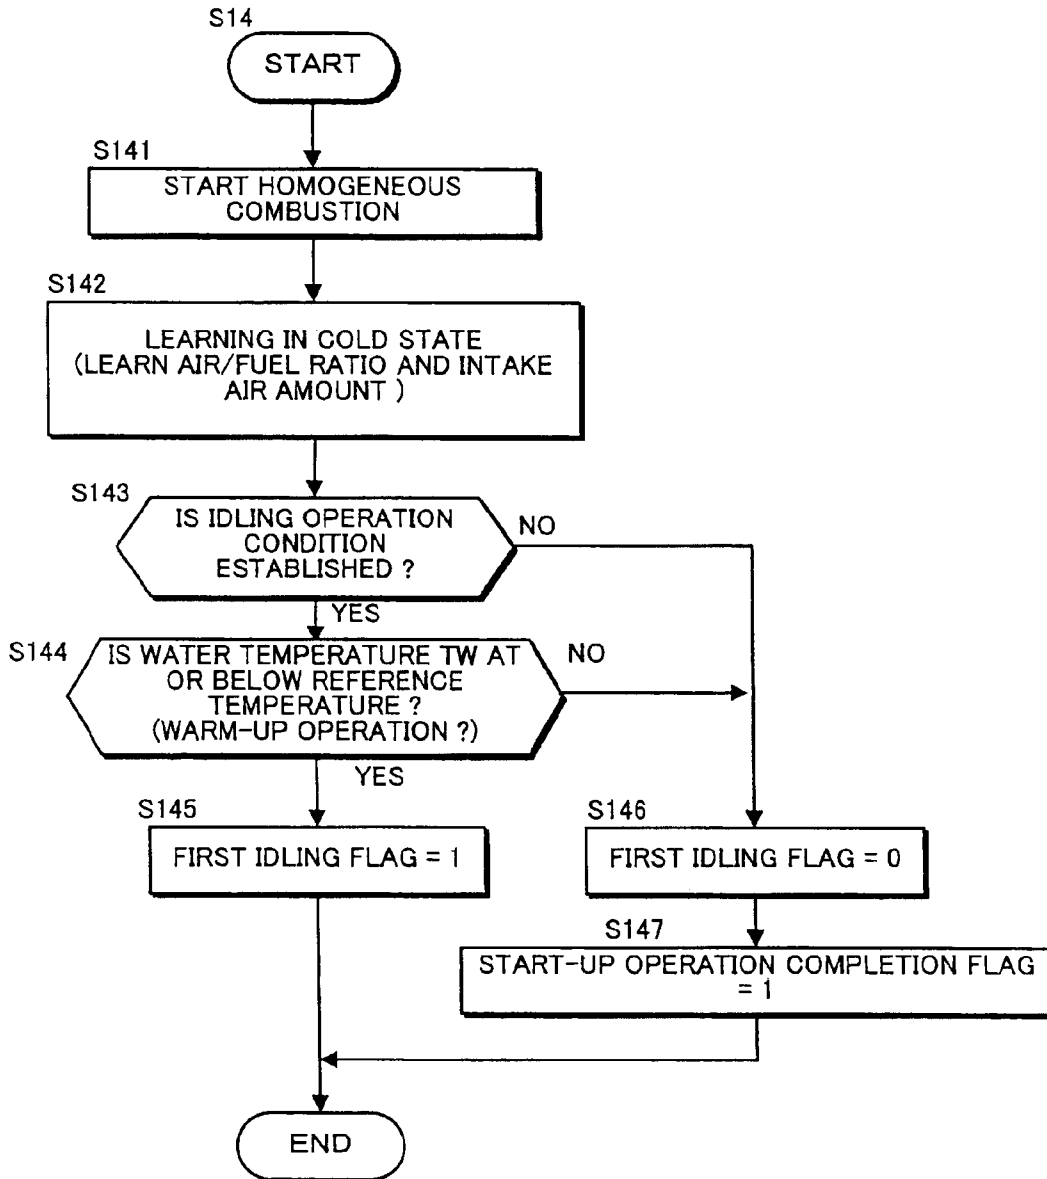 S14
START
S141
START HOMOGENEOUS
COMBUSTION
S142
LEARNING IN COLD STATE
(LEARN AIR/FUEL RATIO AND INTAKE
AIR AMOUNT )
S143
IS IDLING OPERATION
CONDITION
ESTABLISHED ?
NO
YES
S144
IS WATER TEMPERATURE TW AT
OR BELOW REFERENCE
TEMPERATURE ?
(WARM-UP OPERATION ?)
NO
YES
S145
FIRST IDLING FLAG = 1
S146
FIRST IDLING FLAG = 0
S147
START-UP OPERATION COMPLETION FLAG
= 1
END